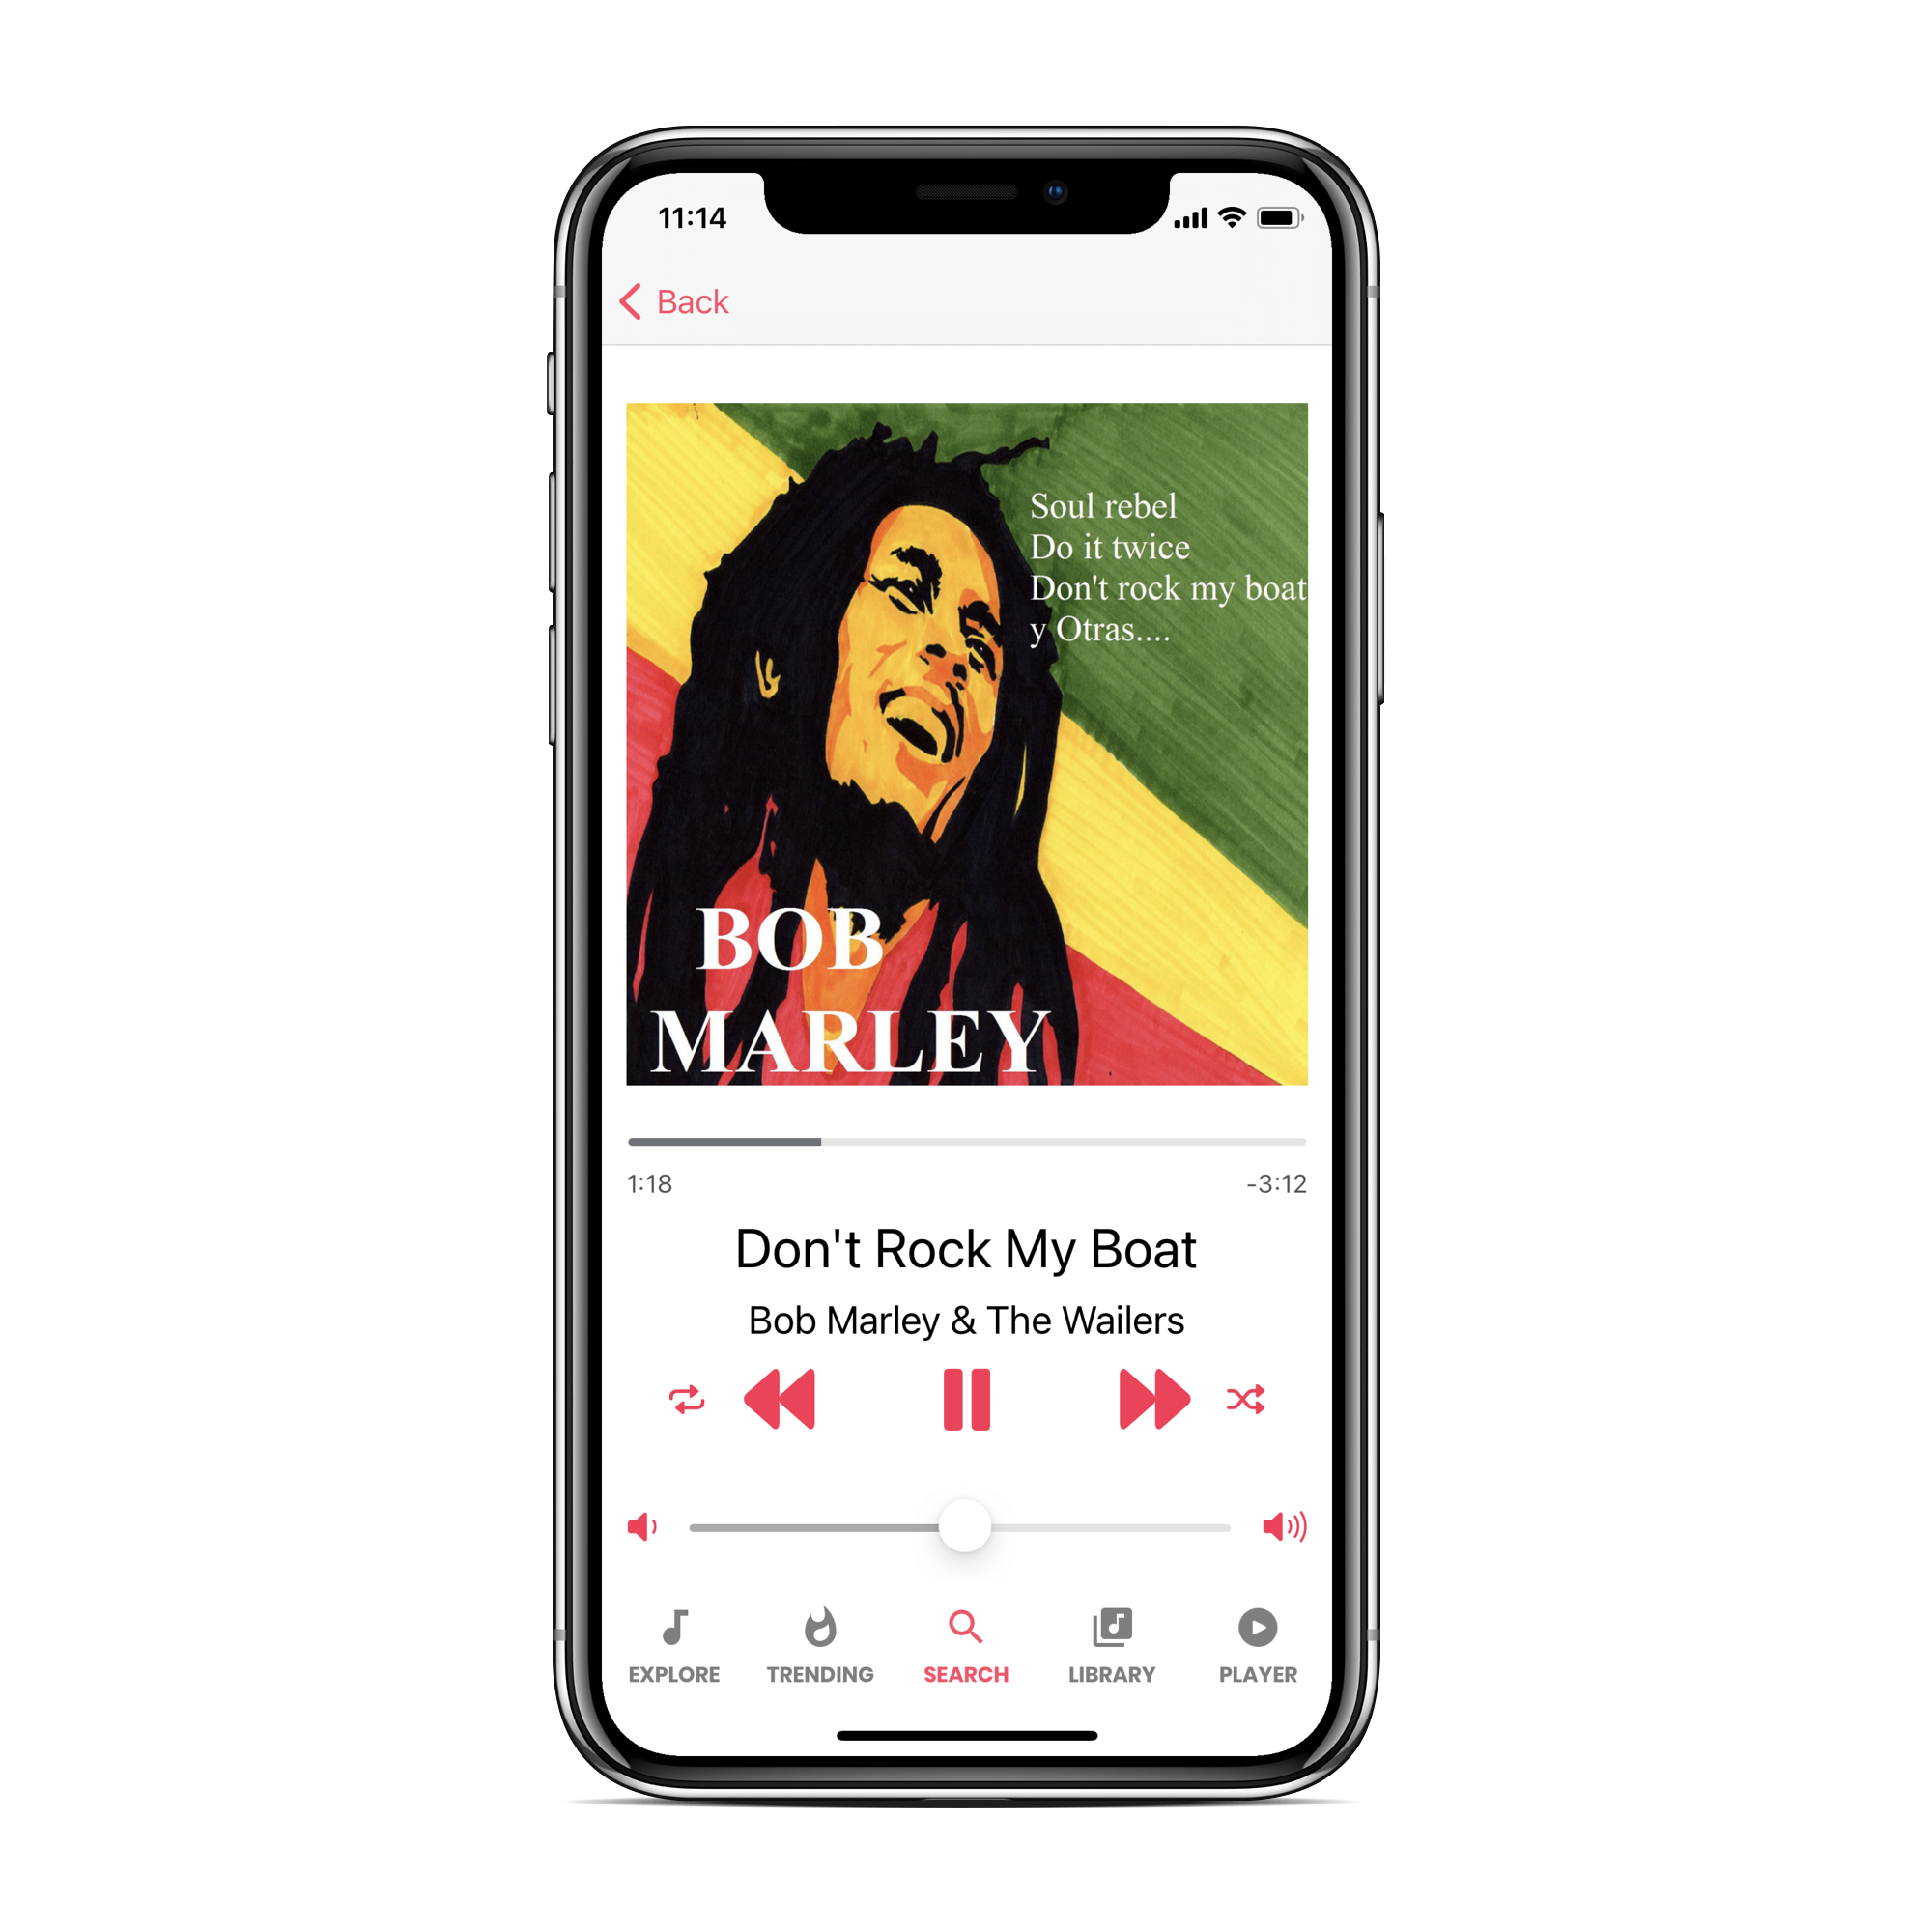 11:14
Back
Soul rebel
Do it twice
Don't rock my boat
y Otras....
BOB
MARLEY
1:18 -3:12
Don't Rock My Boat
Bob Marley & The Wailers
EXPLORE TRENDING SEARCH LIBRARY PLAYER